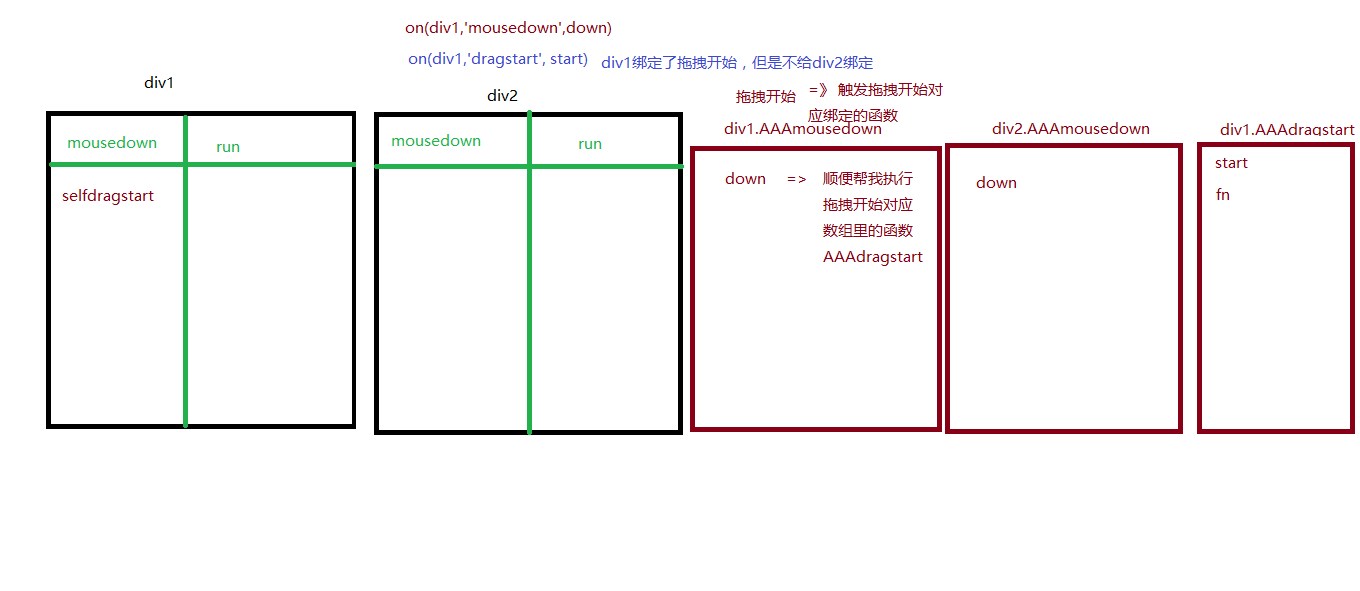 on(div1,'mousedown',down)
on(div1,'dragstart', start) div1绑定了拖拽开始，但是不给div2绑定
div1
div2
拖拽开始 =》 触发拖拽开始对
应绑定的函数
div1.AAAmousedown
div2.AAAmousedown
div1.AAAdragstart
mousedown run
selfdragstart
mousedown run
down => 顺便帮我执行
拖拽开始对应
数组里的函数
AAAdragstart
down
start
fn